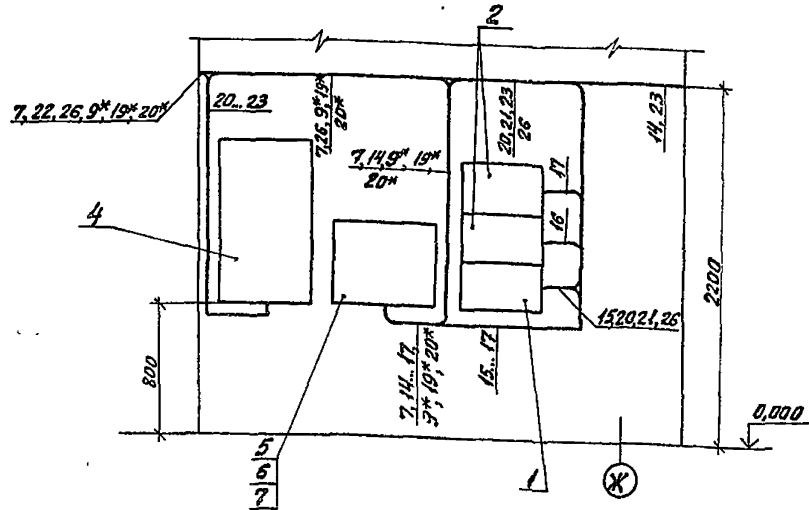 2
7, 22, 26, 9* 19* 20*
20... 23
7, 26, 9* 19*
20*
20, 21, 23
26
14, 23
7, 14, 9* 19*
20*
17
16
4
2200
15, 20, 21, 26
800
7, 14... 17,
9* 19* 20*
15... 17
0,000
5
6
7
1
Ж